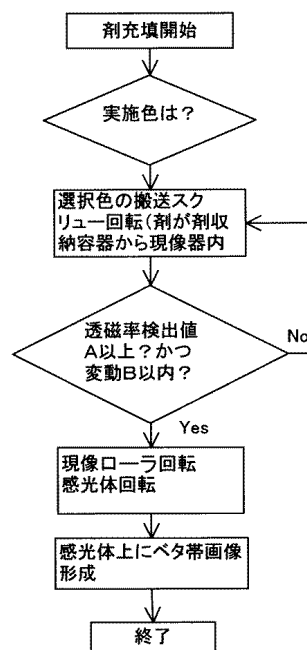 剤充填開始
実施色は？
選択色の搬送スク
リュー回転（剤が剤収
納容器から現像器内
透磁率検出値
A以上？かつ
変動B以内？
No
Yes
現像ローラ回転
感光体回転
感光体上にベタ帯画像
形成
終了